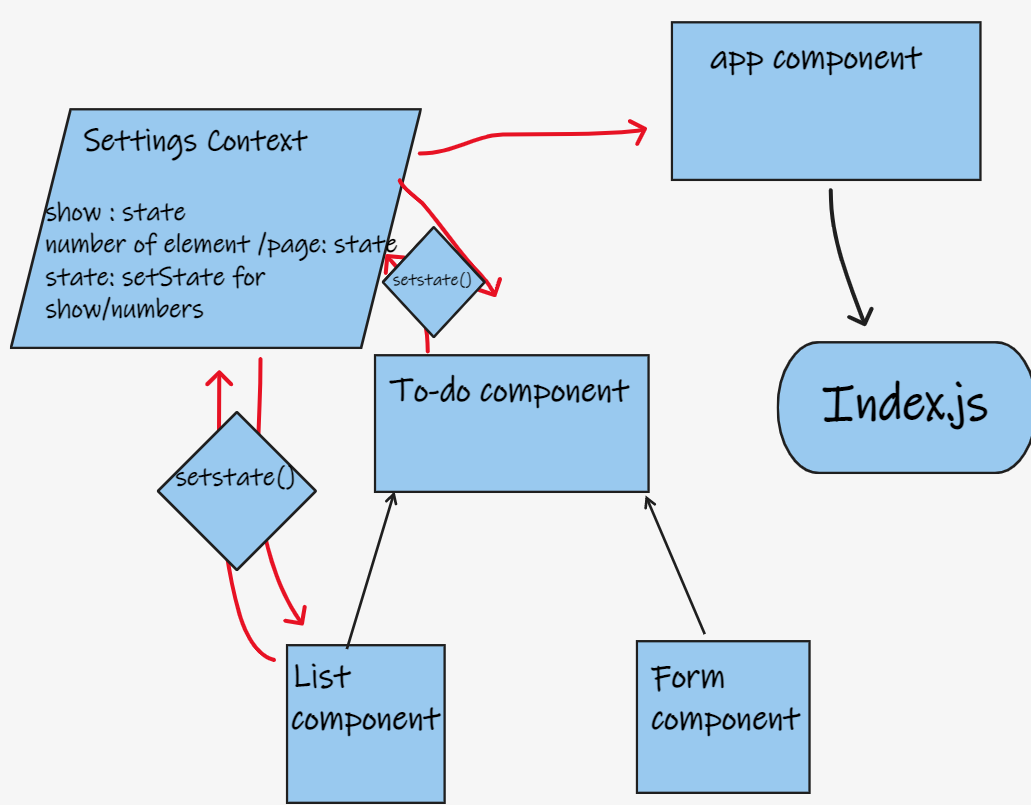 app component
Settings Context
show : state
number of element /page: state
state: setState for
show/numbers
setstate()
To-do component
Index.js
setstate()
List
component
Form
component